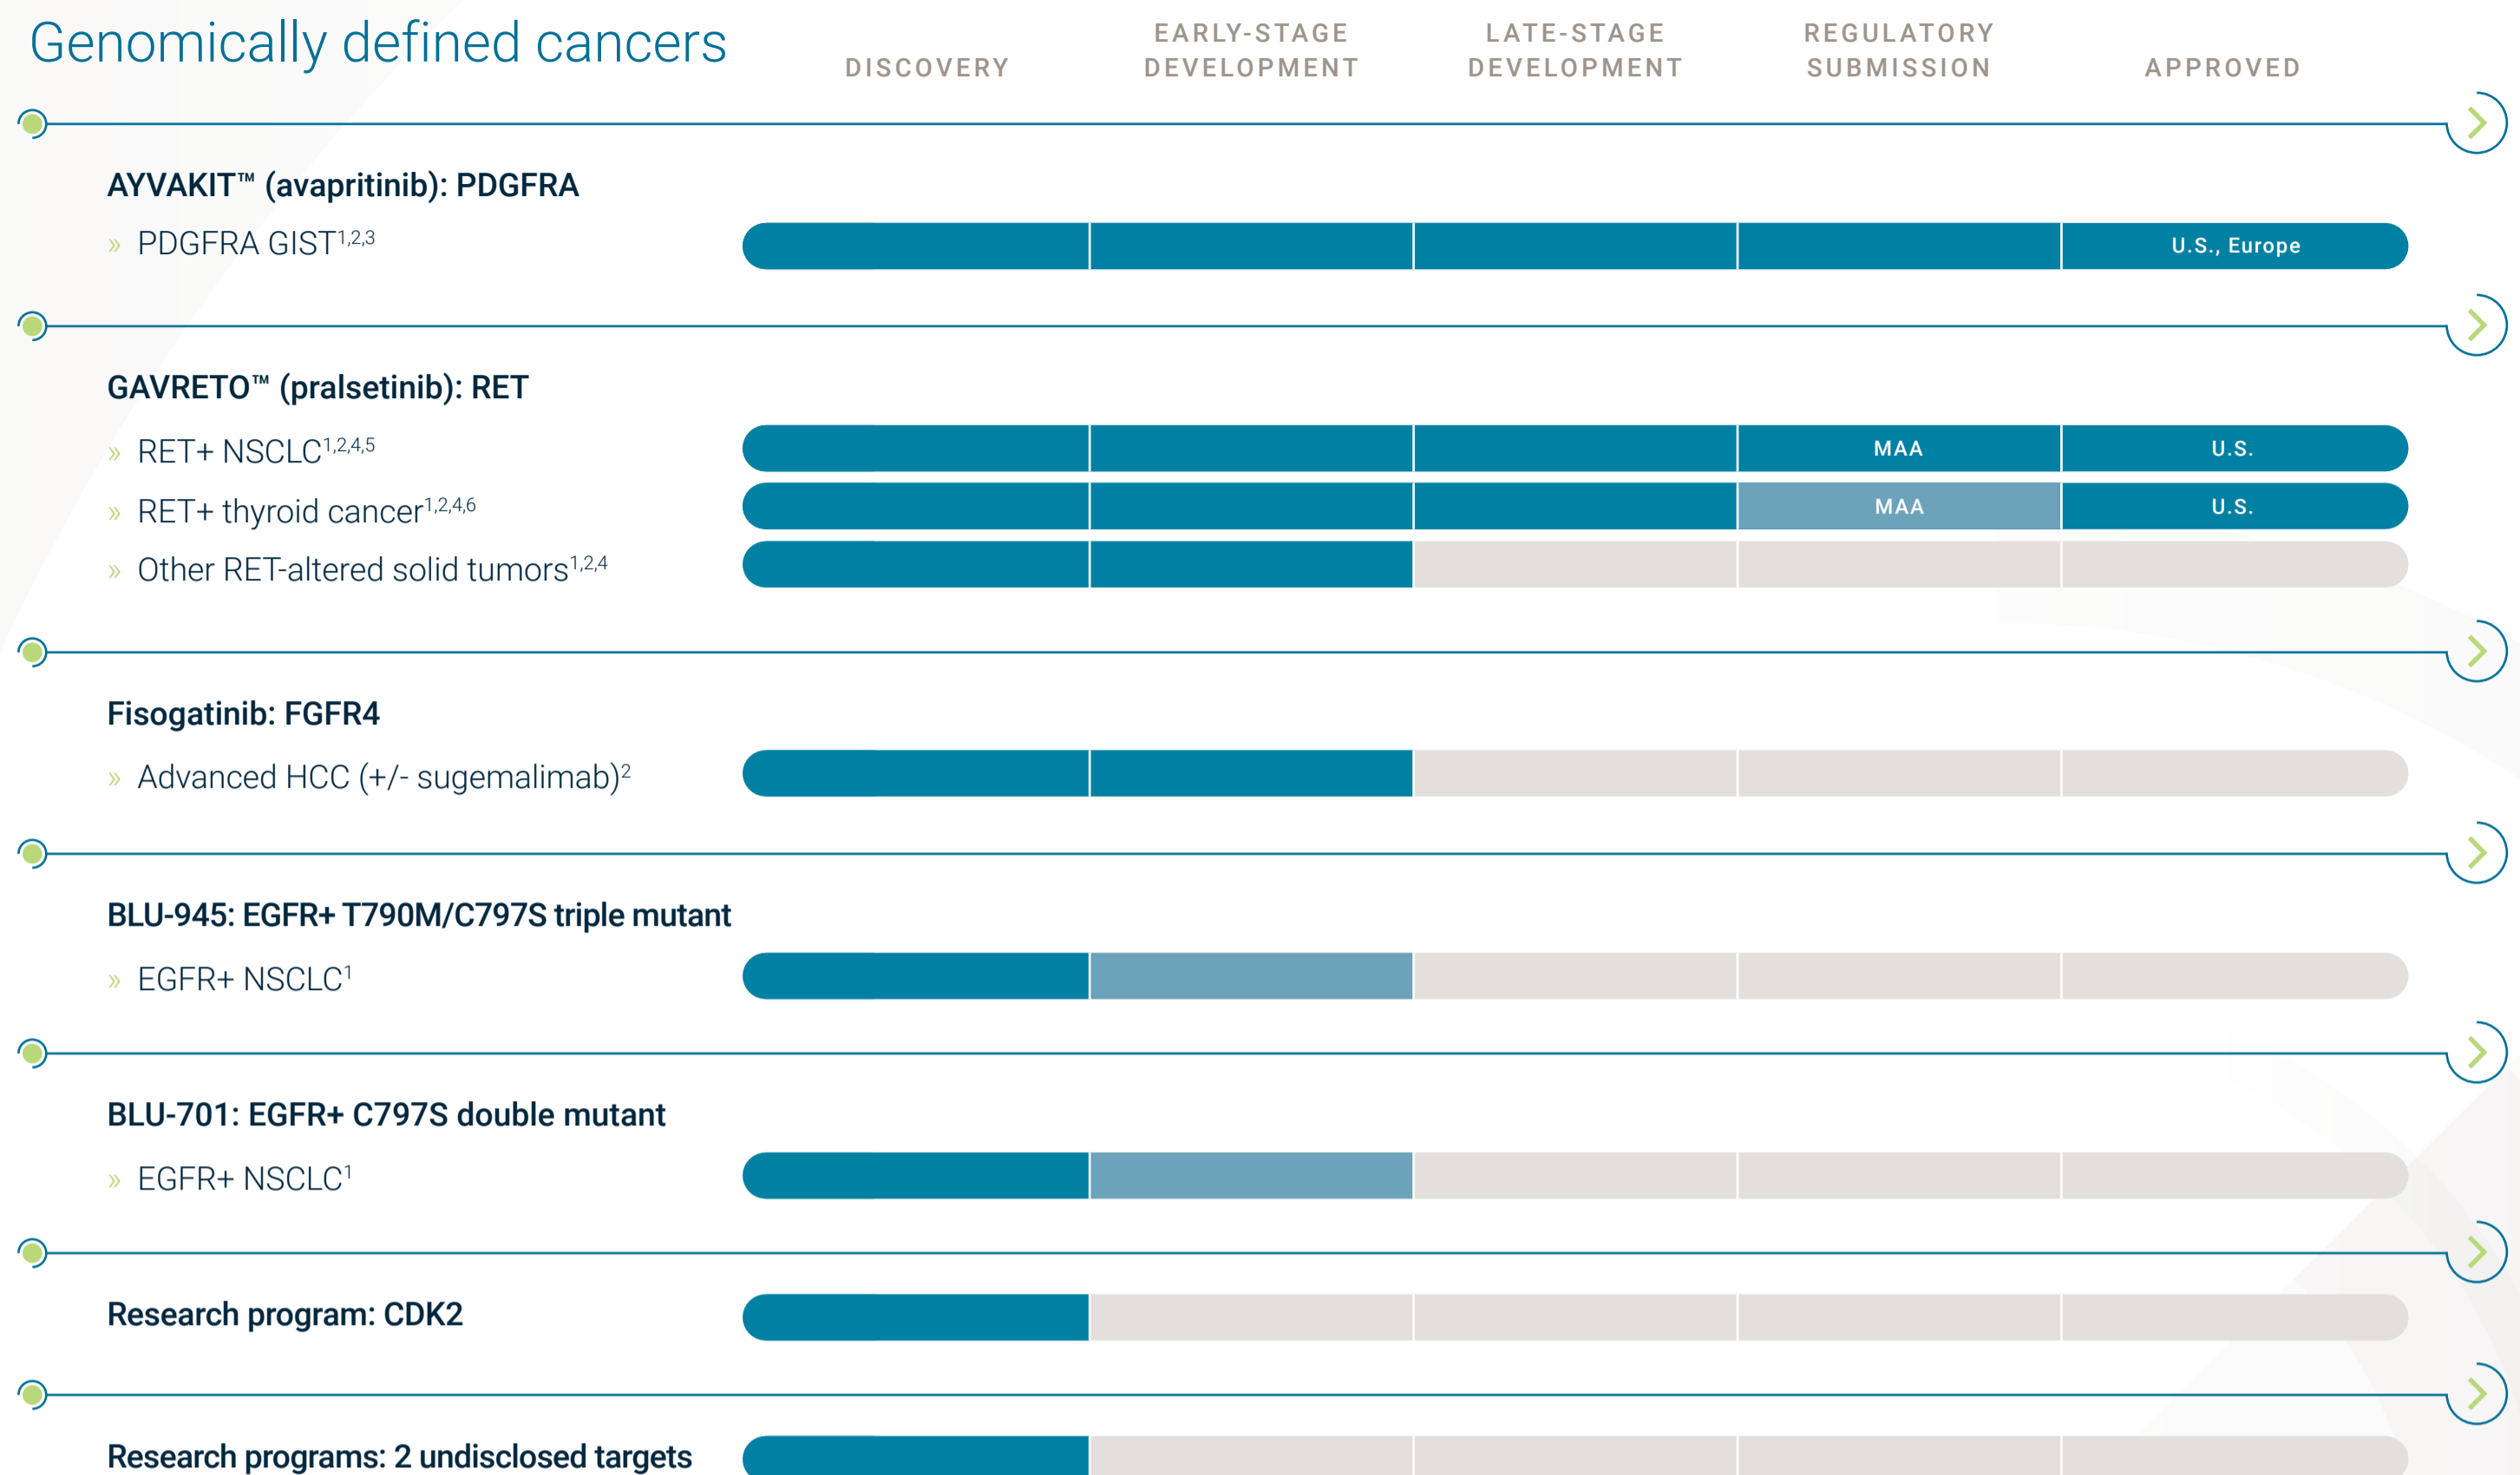 Genomically defined cancers
DISCOVERY
EARLY-STAGE
DEVELOPMENT
LATE-STAGE
DEVELOPMENT
REGULATORY
SUBMISSION
APPROVED
AYVAKIT™ (avapritinib): PDGFRA
» PDGFRA GIST1,2,3
U.S., Europe
GAVRETO™ (pralsetinib): RET
» RET+ NSCLC1,2,4,5
MAA
U.S.
» RET+ thyroid cancer1,2,4,6
MAA
U.S.
» Other RET-altered solid tumors1,2,4
Fisogatinib: FGFR4
» Advanced HCC (+/- sugemalimab)2
BLU-945: EGFR+ T790M/C797S triple mutant
» EGFR+ NSCLC1
BLU-701: EGFR+ C797S double mutant
» EGFR+ NSCLC1
Research program: CDK2
Research programs: 2 undisclosed targets